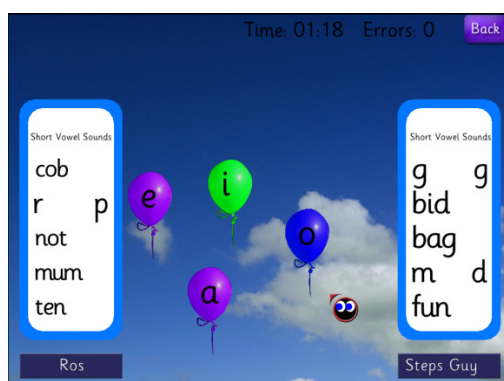 Time: 01:18 Errors: 0 Back
Short Vowel Sounds
cob
r p
not
mum
ten
Ros
e
i
o
a
Short Vowel Sounds
g g
bid
bag
m d
fun
Steps Guy